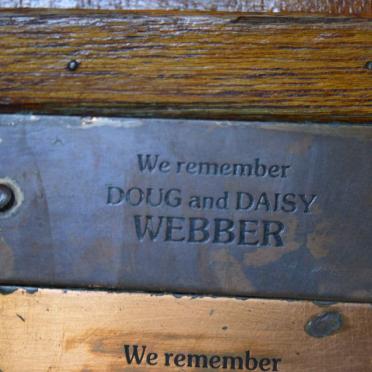 We remember
DOUG and DAISY
WEBBER
We remember